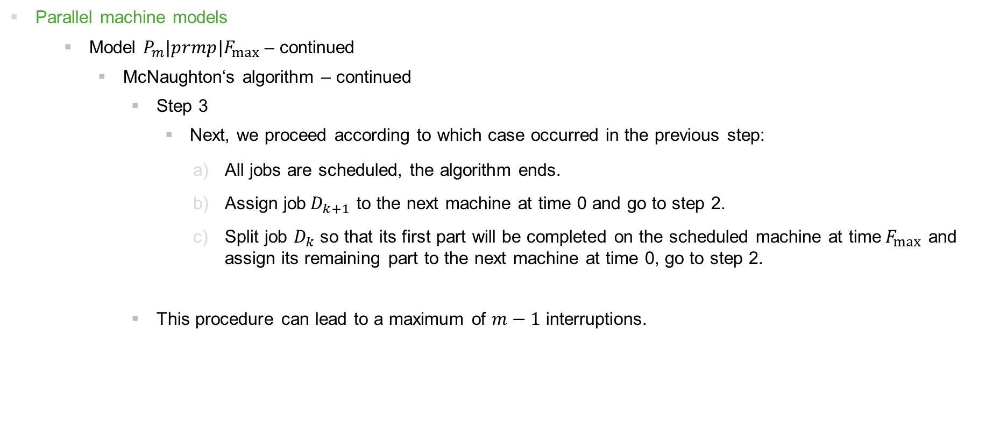 Parallel machine models
Model P_m|prmp|F_max – continued
McNaughton‘s algorithm – continued
Step 3
Next, we proceed according to which case occurred in the previous step:
a) All jobs are scheduled, the algorithm ends.
b) Assign job D_{k+1} to the next machine at time 0 and go to step 2.
c) Split job D_k so that its first part will be completed on the scheduled machine at time F_max and
assign its remaining part to the next machine at time 0, go to step 2.
This procedure can lead to a maximum of m − 1 interruptions.